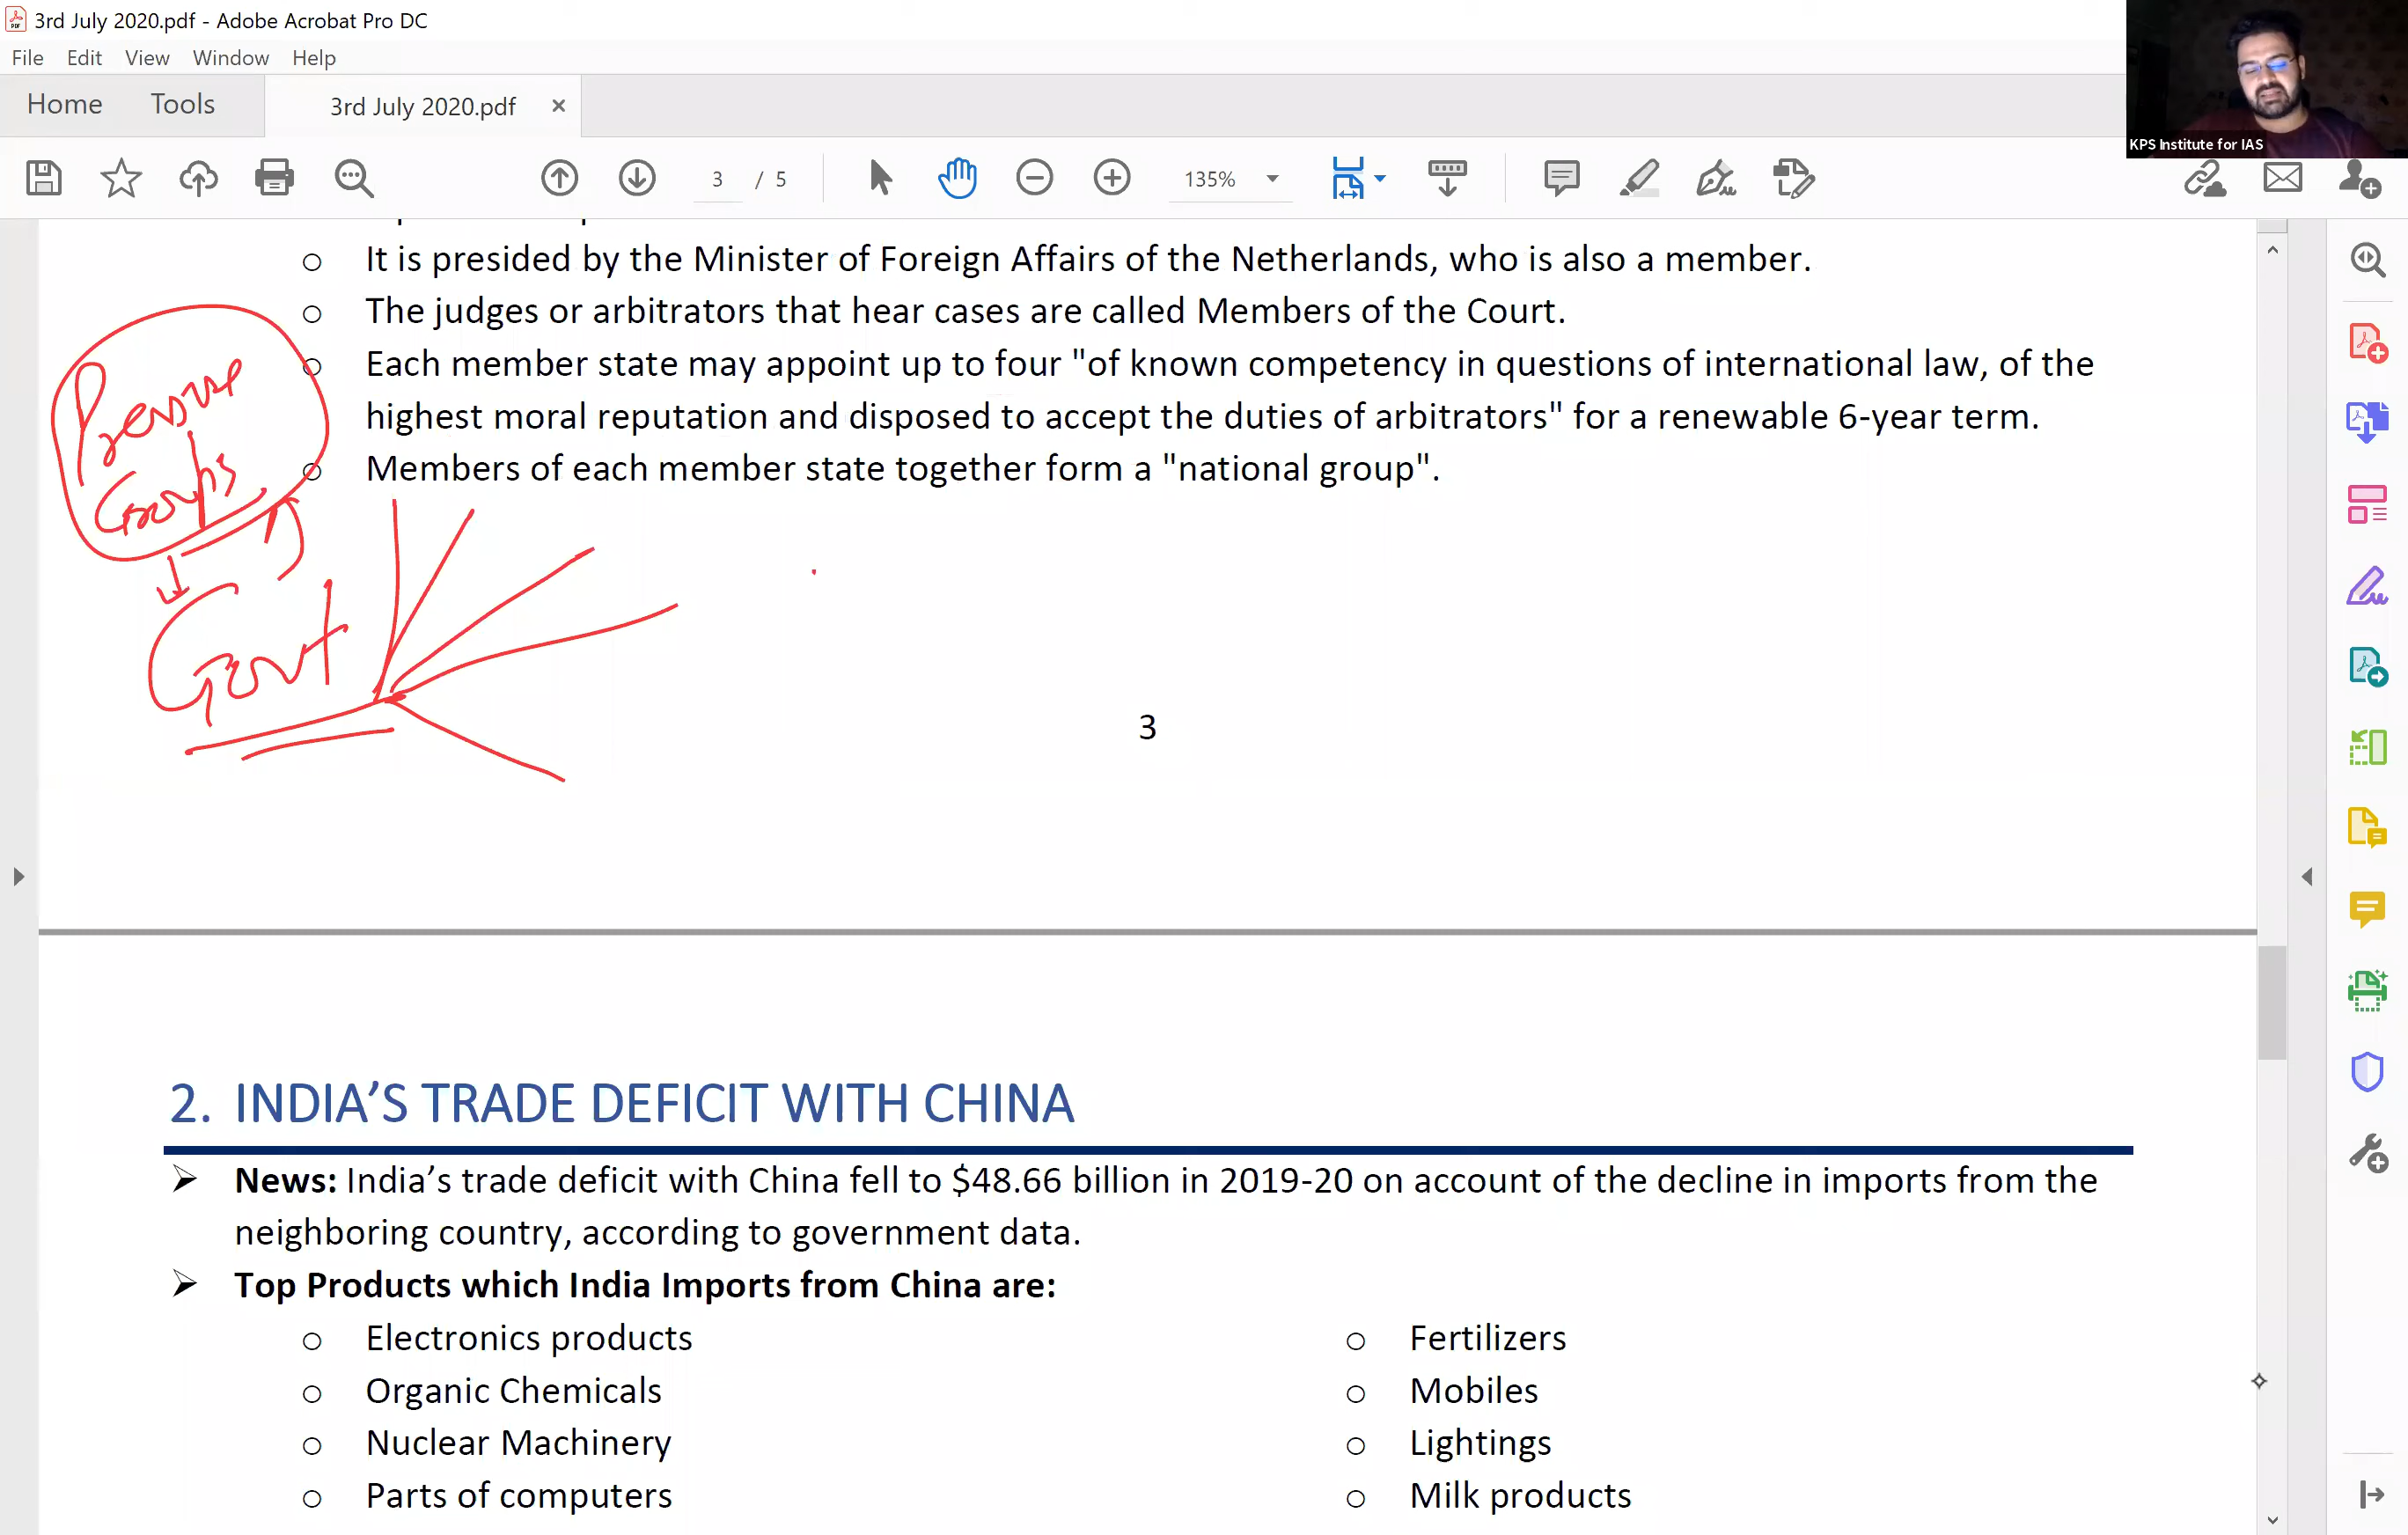 3rd July 2020.pdf - Adobe Acrobat Pro DC
File Edit View Window Help
Home Tools 3rd July 2020.pdf ×
3 / 5 135%
KPS Institute for IAS
o It is presided by the Minister of Foreign Affairs of the Netherlands, who is also a member.
o The judges or arbitrators that hear cases are called Members of the Court.
o Each member state may appoint up to four "of known competency in questions of international law, of the
highest moral reputation and disposed to accept the duties of arbitrators" for a renewable 6-year term.
o Members of each member state together form a "national group".
Pressure
Groups
Govt
3
2. INDIA’S TRADE DEFICIT WITH CHINA
➢ News: India’s trade deficit with China fell to $48.66 billion in 2019-20 on account of the decline in imports from the
neighboring country, according to government data.
➢ Top Products which India Imports from China are:
o Electronics products
o Organic Chemicals
o Nuclear Machinery
o Parts of computers
o Fertilizers
o Mobiles
o Lightings
o Milk products